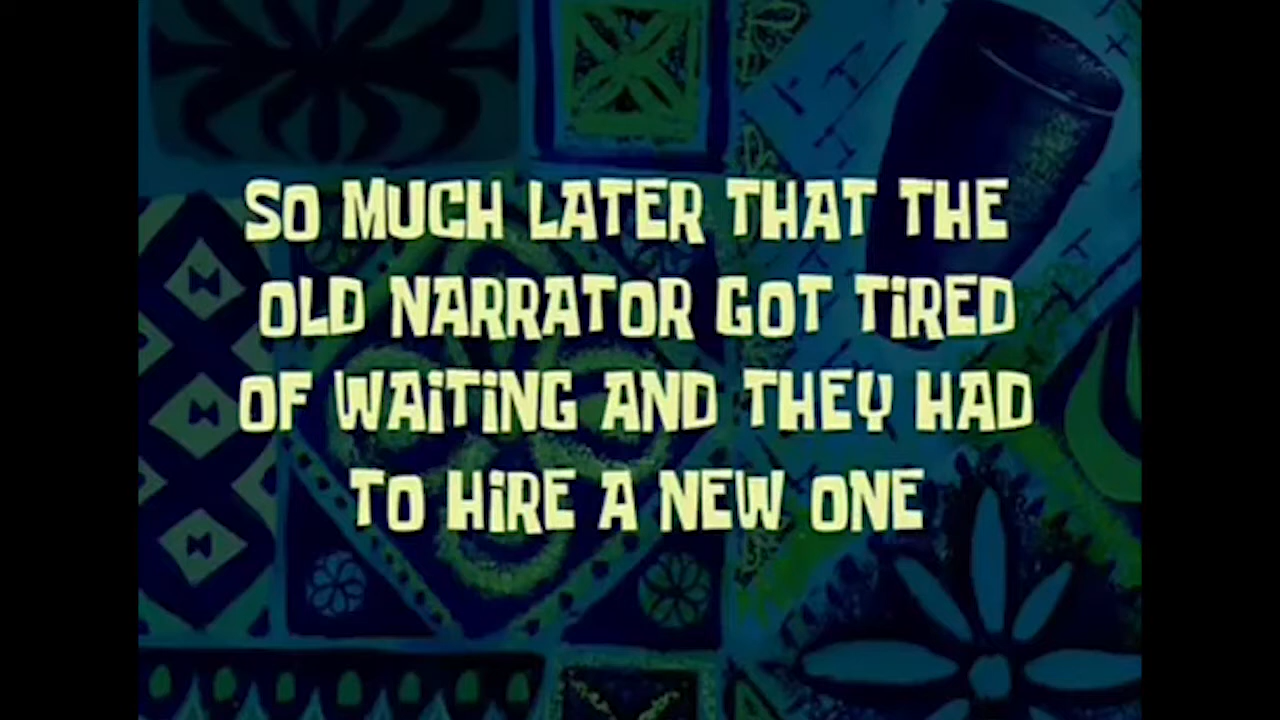 SO MUCH LATER THAT THE
OLD NARRATOR GOT TiRED
OF WAiTiNG AND THEY HAD
TO HiRE A NEW ONE